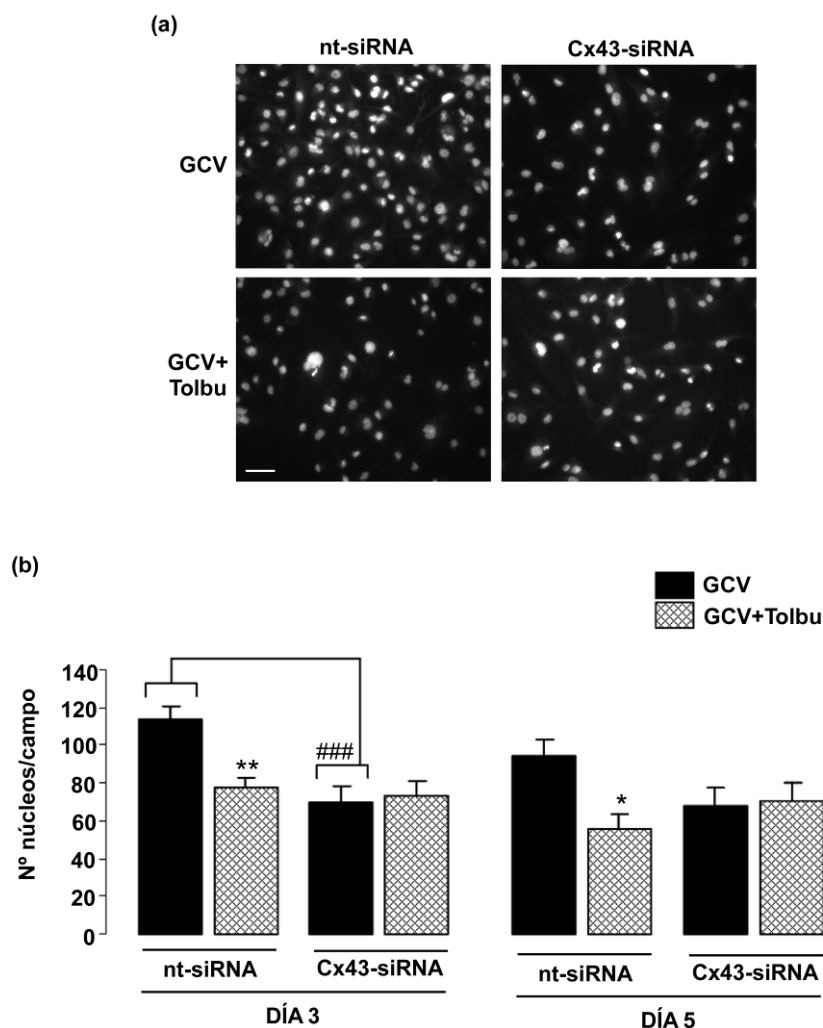 (a)
nt-siRNA
Cx43-siRNA
GCV
GCV+
Tolbu
(b)
GCV
GCV+Tolbu
Nº núcleos/campo
140
120
100
80
60
40
20
0
**
###
*
nt-siRNA
Cx43-siRNA
nt-siRNA
Cx43-siRNA
DÍA 3
DÍA 5